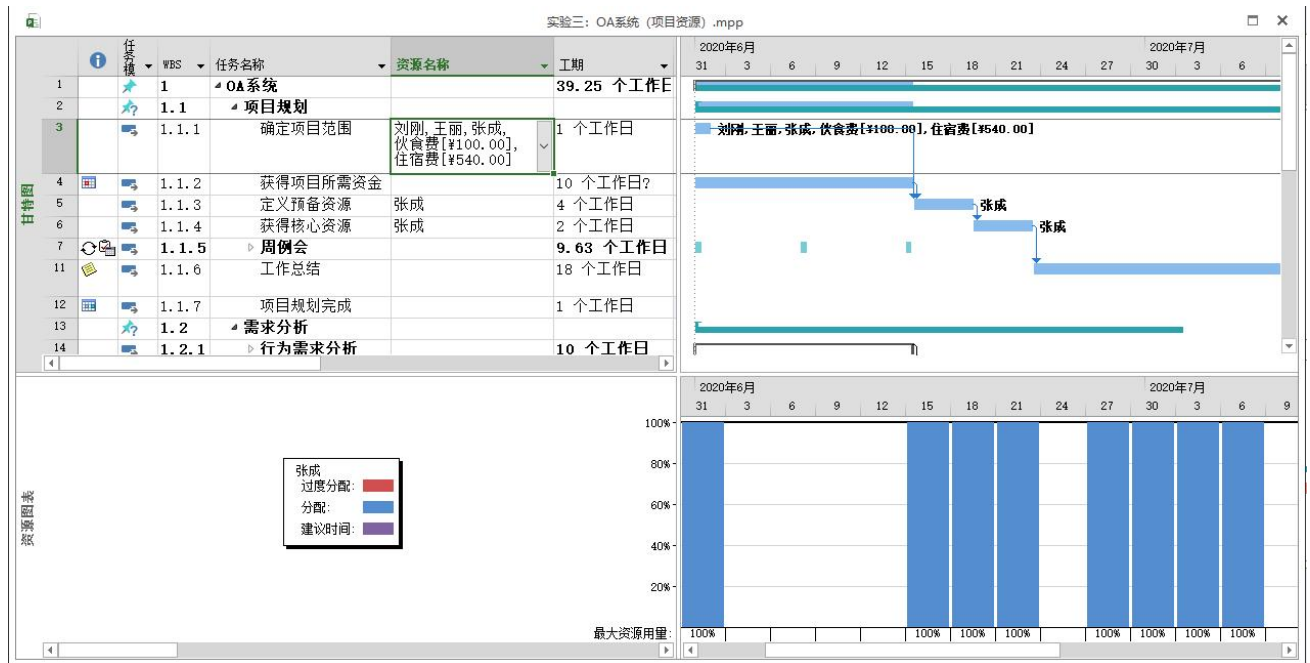 实验三：OA系统（项目资源）.mpp
任务模 WBS 任务名称 资源名称 工期
1 1 OA系统 39.25 个工作日
2 1.1 项目规划
3 1.1.1 确定项目范围 刘刚,王丽,张成, 1 个工作日
伙食费[¥100.00],
住宿费[¥540.00]
4 1.1.2 获得项目所需资金 10 个工作日?
5 1.1.3 定义预备资源 张成 4 个工作日
6 1.1.4 获得核心资源 张成 2 个工作日
7 1.1.5 周例会 9.63 个工作日
11 1.1.6 工作总结 18 个工作日
12 1.1.7 项目规划完成 1 个工作日
13 1.2 需求分析
14 1.2.1 行为需求分析 10 个工作日
甘特图
2020年6月 2020年7月
31 3 6 9 12 15 18 21 24 27 30 3 6
刘刚,王丽,张成,伙食费[¥100.00],住宿费[¥540.00]
张成
张成
资源图表
张成
过度分配:
分配:
建议时间:
2020年6月 2020年7月
31 3 6 9 12 15 18 21 24 27 30 3 6 9
100%
80%
60%
40%
20%
最大资源用量: 100% 100% 100% 100% 100% 100% 100% 100%